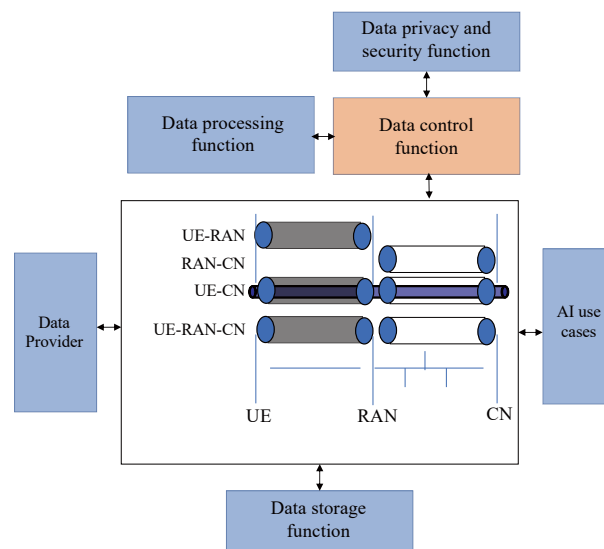 Data privacy and
security function
Data processing
function
Data control
function
UE-RAN
RAN-CN
UE-CN
UE-RAN-CN
UE
RAN
CN
Data
Provider
AI use
cases
Data storage
function